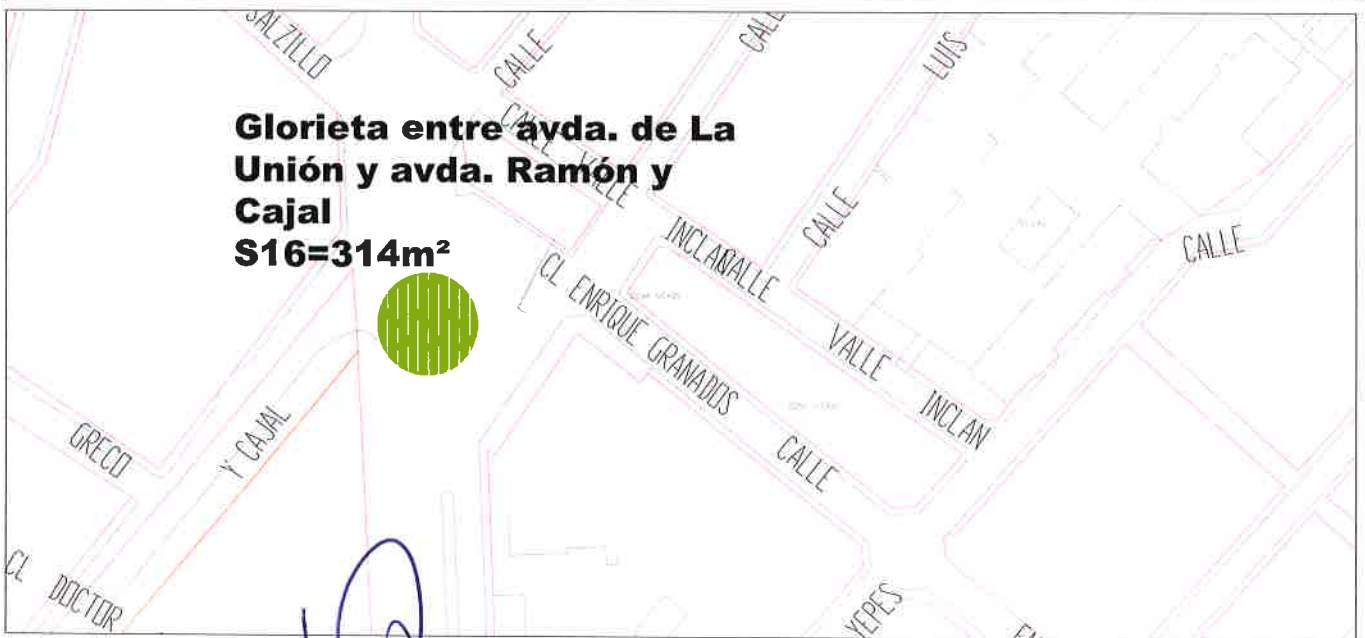 SALZILLO
CALLE
CALLE
LUIS
Glorieta entre avda. de La
Unión y avda. Ramón y
Cajal
S16=314m²
CALLE VALLE
INCLAN
CALLE
CALLE
CALLE
CL ENRIQUE GRANADOS
VALLE
INCLAN
GRECO
Y CAJAL
CALLE
CL DOCTOR
YEPES